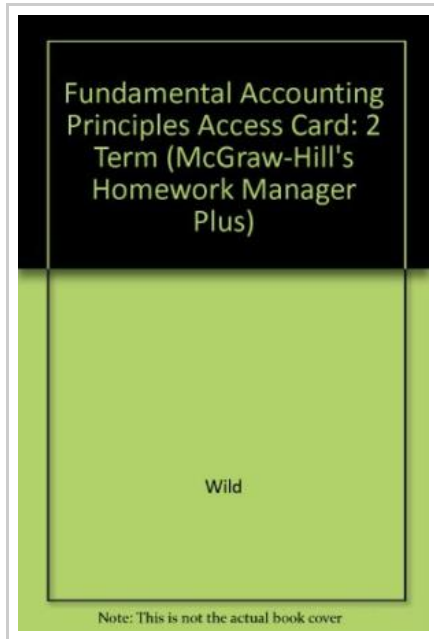 Fundamental Accounting
Principles Access Card: 2
Term (McGraw-Hill's
Homework Manager
Plus)
Wild
Note: This is not the actual book cover